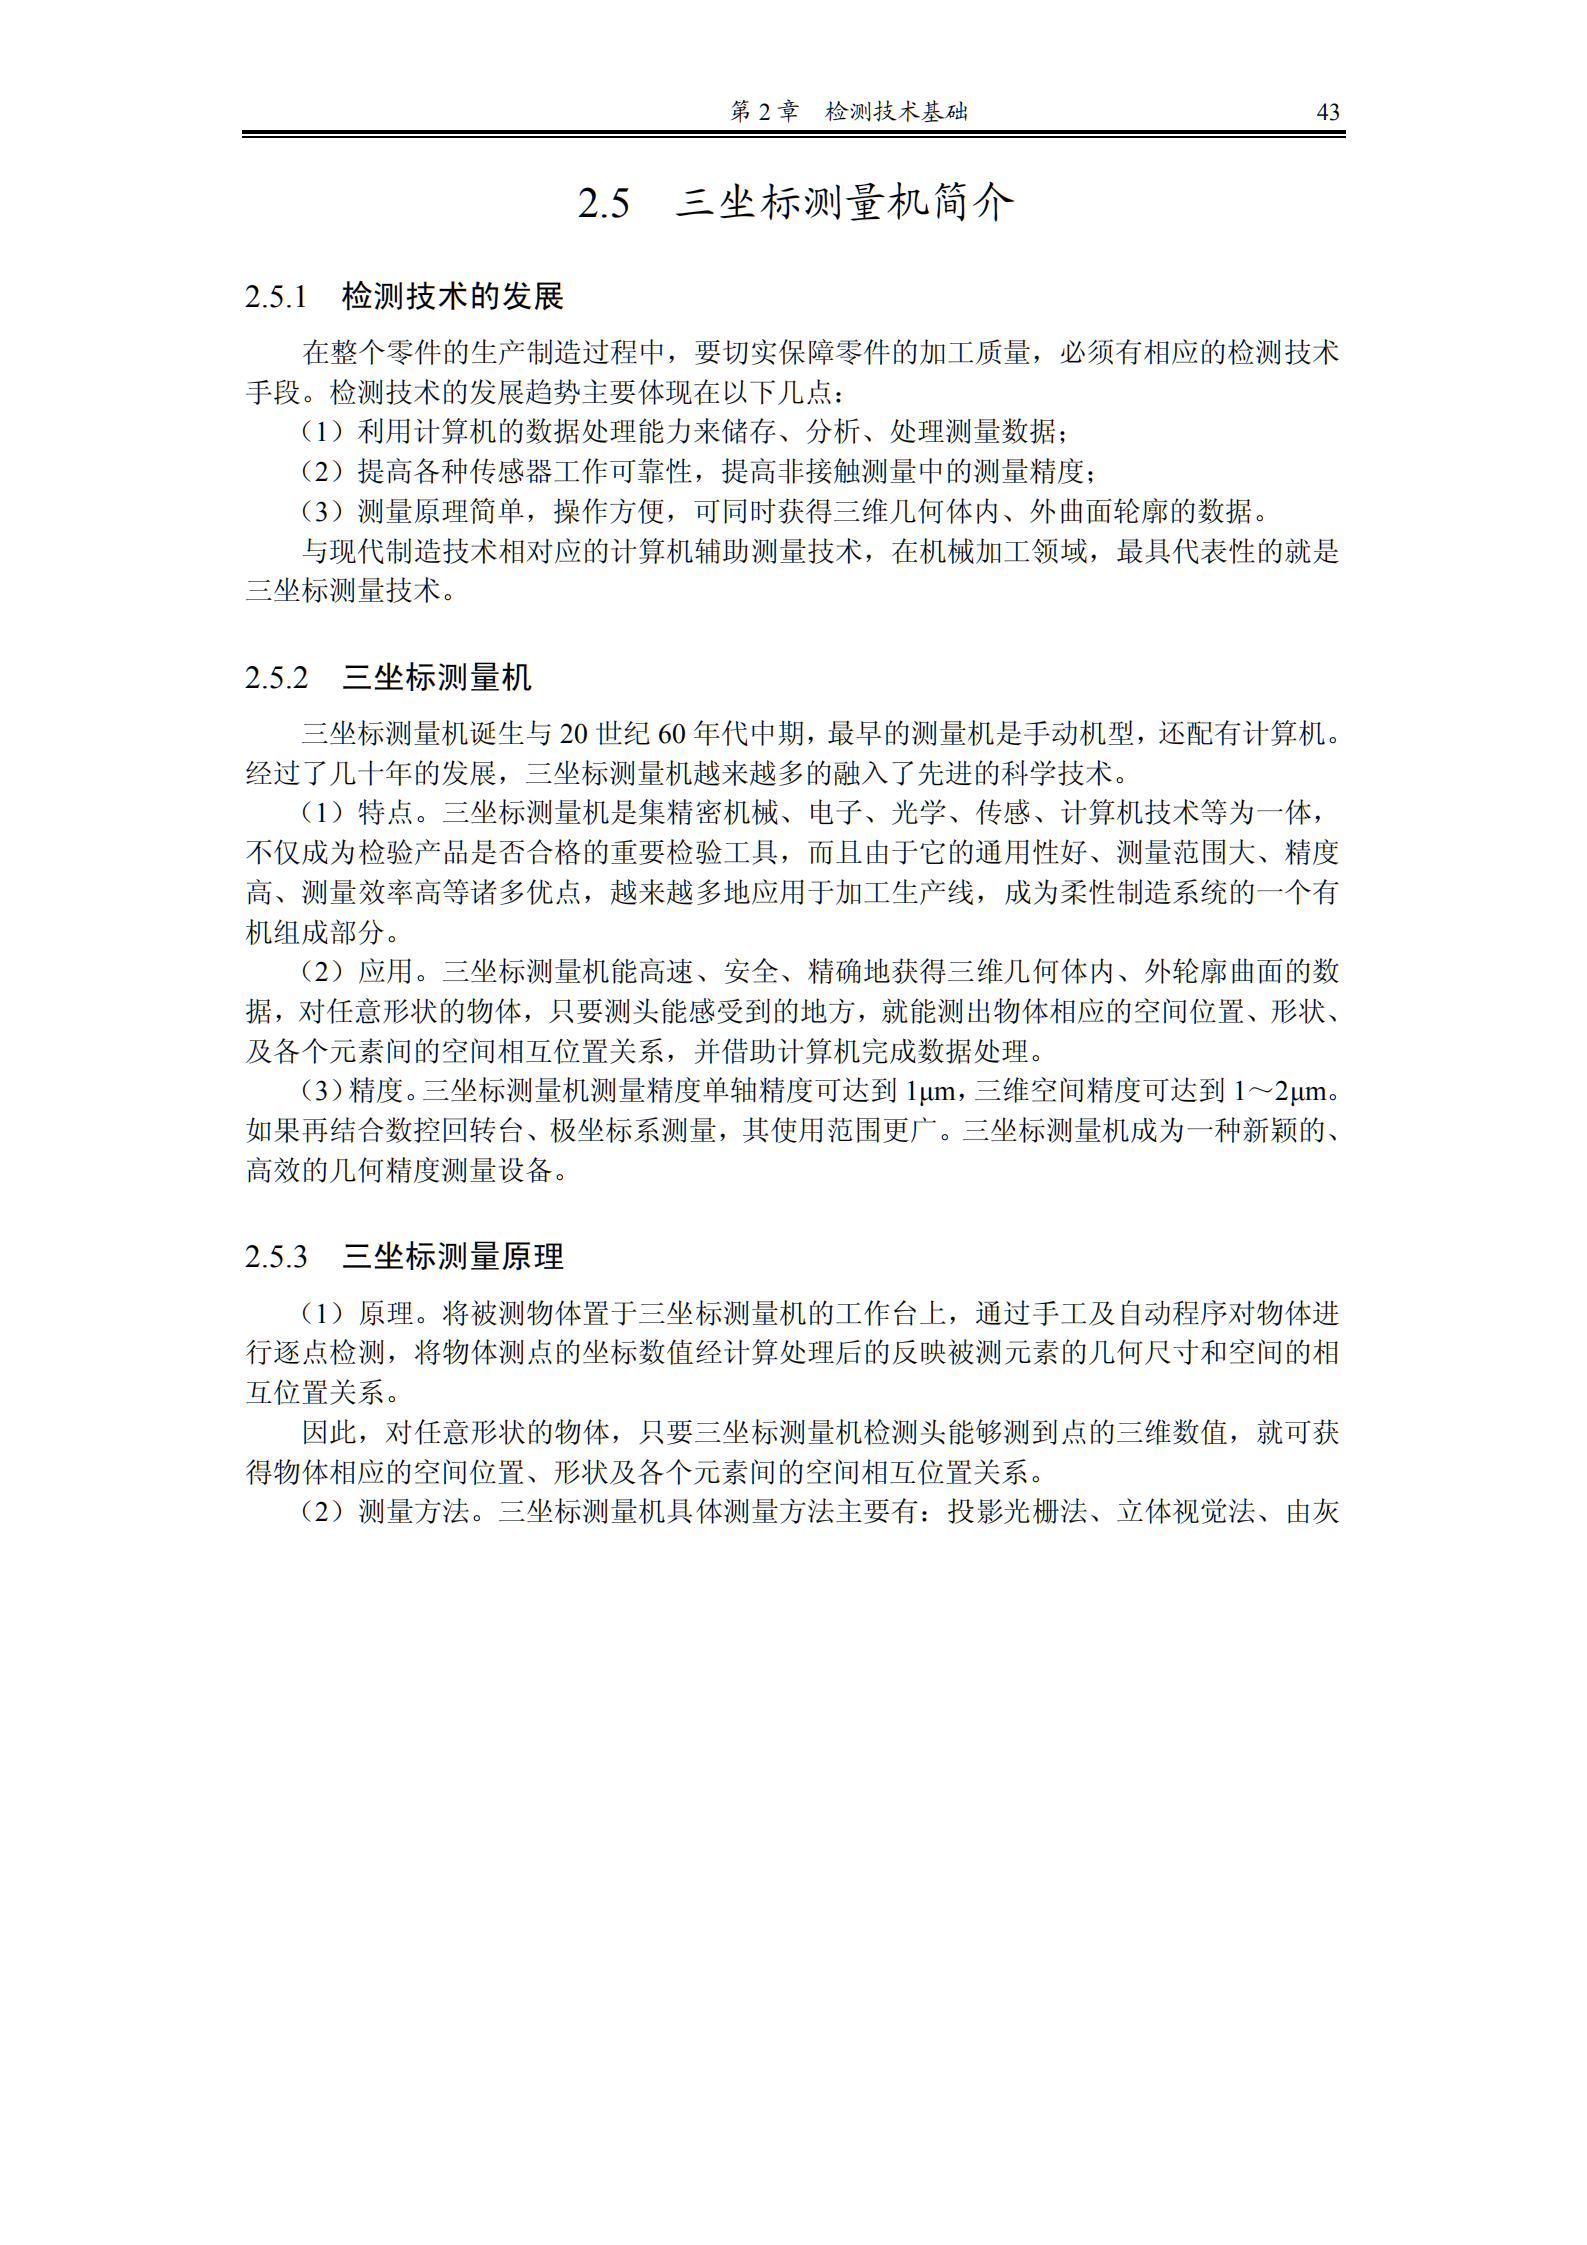 第 2 章　检测技术基础　43
2.5　三坐标测量机简介
2.5.1　检测技术的发展
在整个零件的生产制造过程中，要切实保障零件的加工质量，必须有相应的检测技术
手段。检测技术的发展趋势主要体现在以下几点：
（1）利用计算机的数据处理能力来储存、分析、处理测量数据；
（2）提高各种传感器工作可靠性，提高非接触测量中的测量精度；
（3）测量原理简单，操作方便，可同时获得三维几何体内、外曲面轮廓的数据。
与现代制造技术相对应的计算机辅助测量技术，在机械加工领域，最具代表性的就是
三坐标测量技术。
2.5.2　三坐标测量机
三坐标测量机诞生与 20 世纪 60 年代中期，最早的测量机是手动机型，还配有计算机。
经过了几十年的发展，三坐标测量机越来越多的融入了先进的科学技术。
（1）特点。三坐标测量机是集精密机械、电子、光学、传感、计算机技术等为一体，
不仅成为检验产品是否合格的重要检验工具，而且由于它的通用性好、测量范围大、精度
高、测量效率高等诸多优点，越来越多地应用于加工生产线，成为柔性制造系统的一个有
机组成部分。
（2）应用。三坐标测量机能高速、安全、精确地获得三维几何体内、外轮廓曲面的数
据，对任意形状的物体，只要测头能感受到的地方，就能测出物体相应的空间位置、形状、
及各个元素间的空间相互位置关系，并借助计算机完成数据处理。
（3）精度。三坐标测量机测量精度单轴精度可达到 1μm，三维空间精度可达到 1～2μm。
如果再结合数控回转台、极坐标系测量，其使用范围更广。三坐标测量机成为一种新颖的、
高效的几何精度测量设备。
2.5.3　三坐标测量原理
（1）原理。将被测物体置于三坐标测量机的工作台上，通过手工及自动程序对物体进
行逐点检测，将物体测点的坐标数值经计算处理后的反映被测元素的几何尺寸和空间的相
互位置关系。
因此，对任意形状的物体，只要三坐标测量机检测头能够测到点的三维数值，就可获
得物体相应的空间位置、形状及各个元素间的空间相互位置关系。
（2）测量方法。三坐标测量机具体测量方法主要有：投影光栅法、立体视觉法、由灰